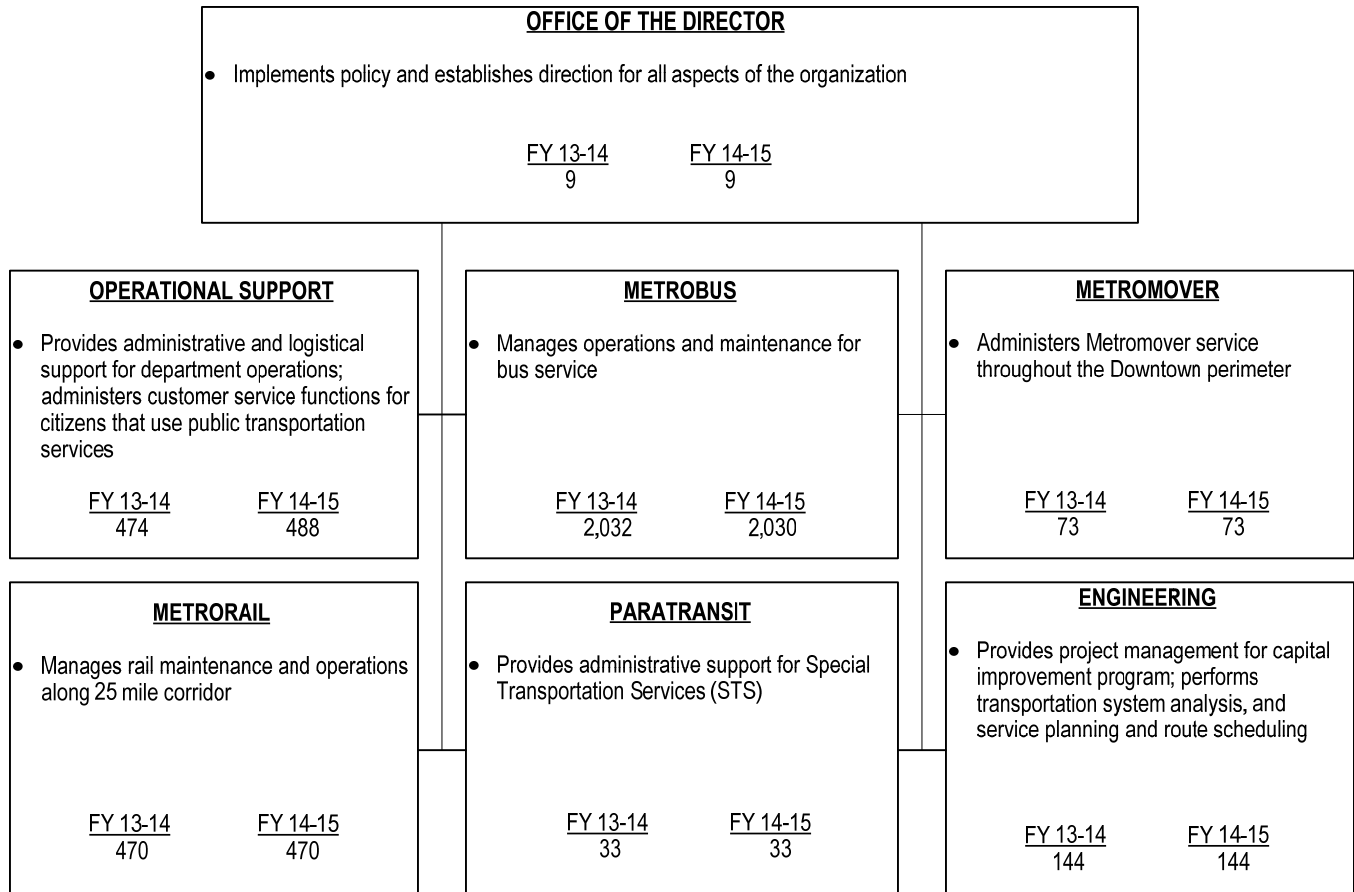 OFFICE OF THE DIRECTOR
• Implements policy and establishes direction for all aspects of the organization
FY 13-14 FY 14-15
9 9
OPERATIONAL SUPPORT
• Provides administrative and logistical
support for department operations;
administers customer service functions for
citizens that use public transportation
services
FY 13-14 FY 14-15
474 488
METROBUS
• Manages operations and maintenance for
bus service
FY 13-14 FY 14-15
2,032 2,030
METROMOVER
• Administers Metromover service
throughout the Downtown perimeter
FY 13-14 FY 14-15
73 73
METRORAIL
• Manages rail maintenance and operations
along 25 mile corridor
FY 13-14 FY 14-15
470 470
PARATRANSIT
• Provides administrative support for Special
Transportation Services (STS)
FY 13-14 FY 14-15
33 33
ENGINEERING
• Provides project management for capital
improvement program; performs
transportation system analysis, and
service planning and route scheduling
FY 13-14 FY 14-15
144 144